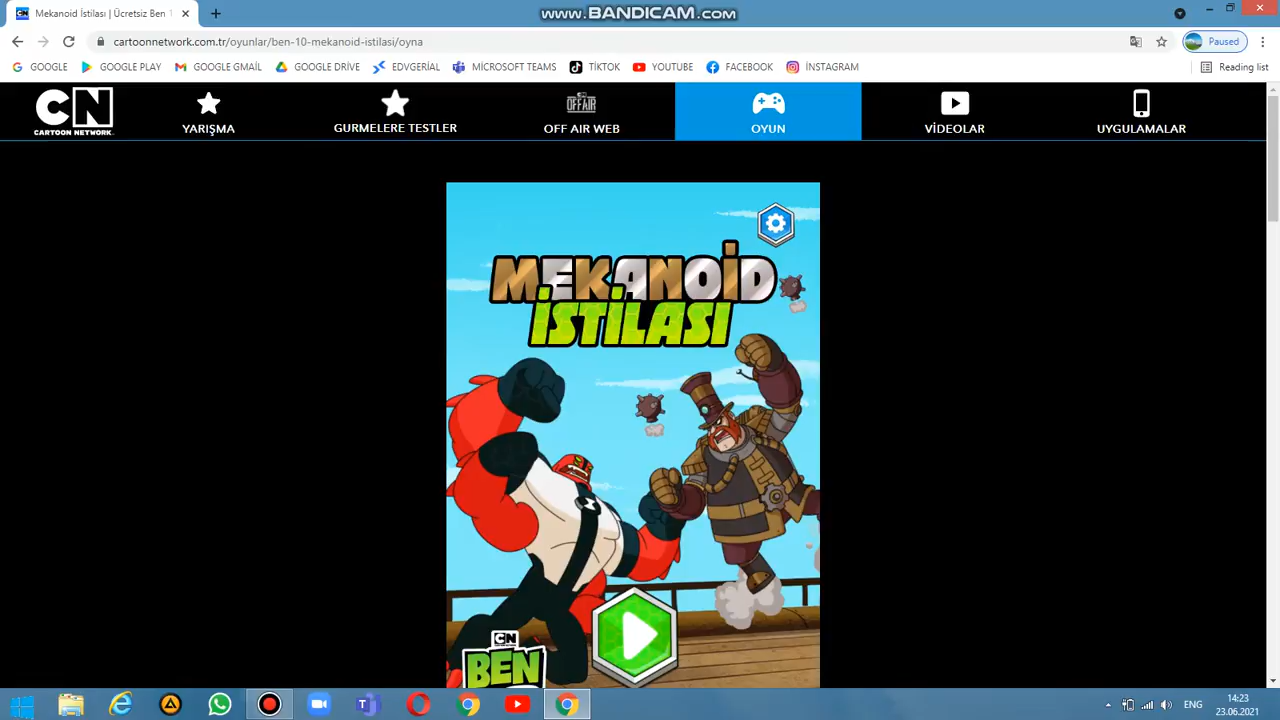 Mekanoid İstilası | Ücretsiz Ben 1
www.BANDICAM.com
cartoonnetwork.com.tr/oyunlar/ben-10-mekanoid-istilasi/oyna
Paused
GOOGLE
GOOGLE PLAY
GOOGLE GMAİL
GOOGLE DRİVE
EDVGERİAL
MİCROSOFT TEAMS
TİKTOK
YOUTUBE
FACEBOOK
İNSTAGRAM
Reading list
CN
CARTOON NETWORK
YARIŞMA
GURMELERE TESTLER
OFF AIR
OFF AIR WEB
OYUN
VİDEOLAR
UYGULAMALAR
MEKANOİD
İSTİLASI
CN
BEN
ENG
14:23
23.06.2021